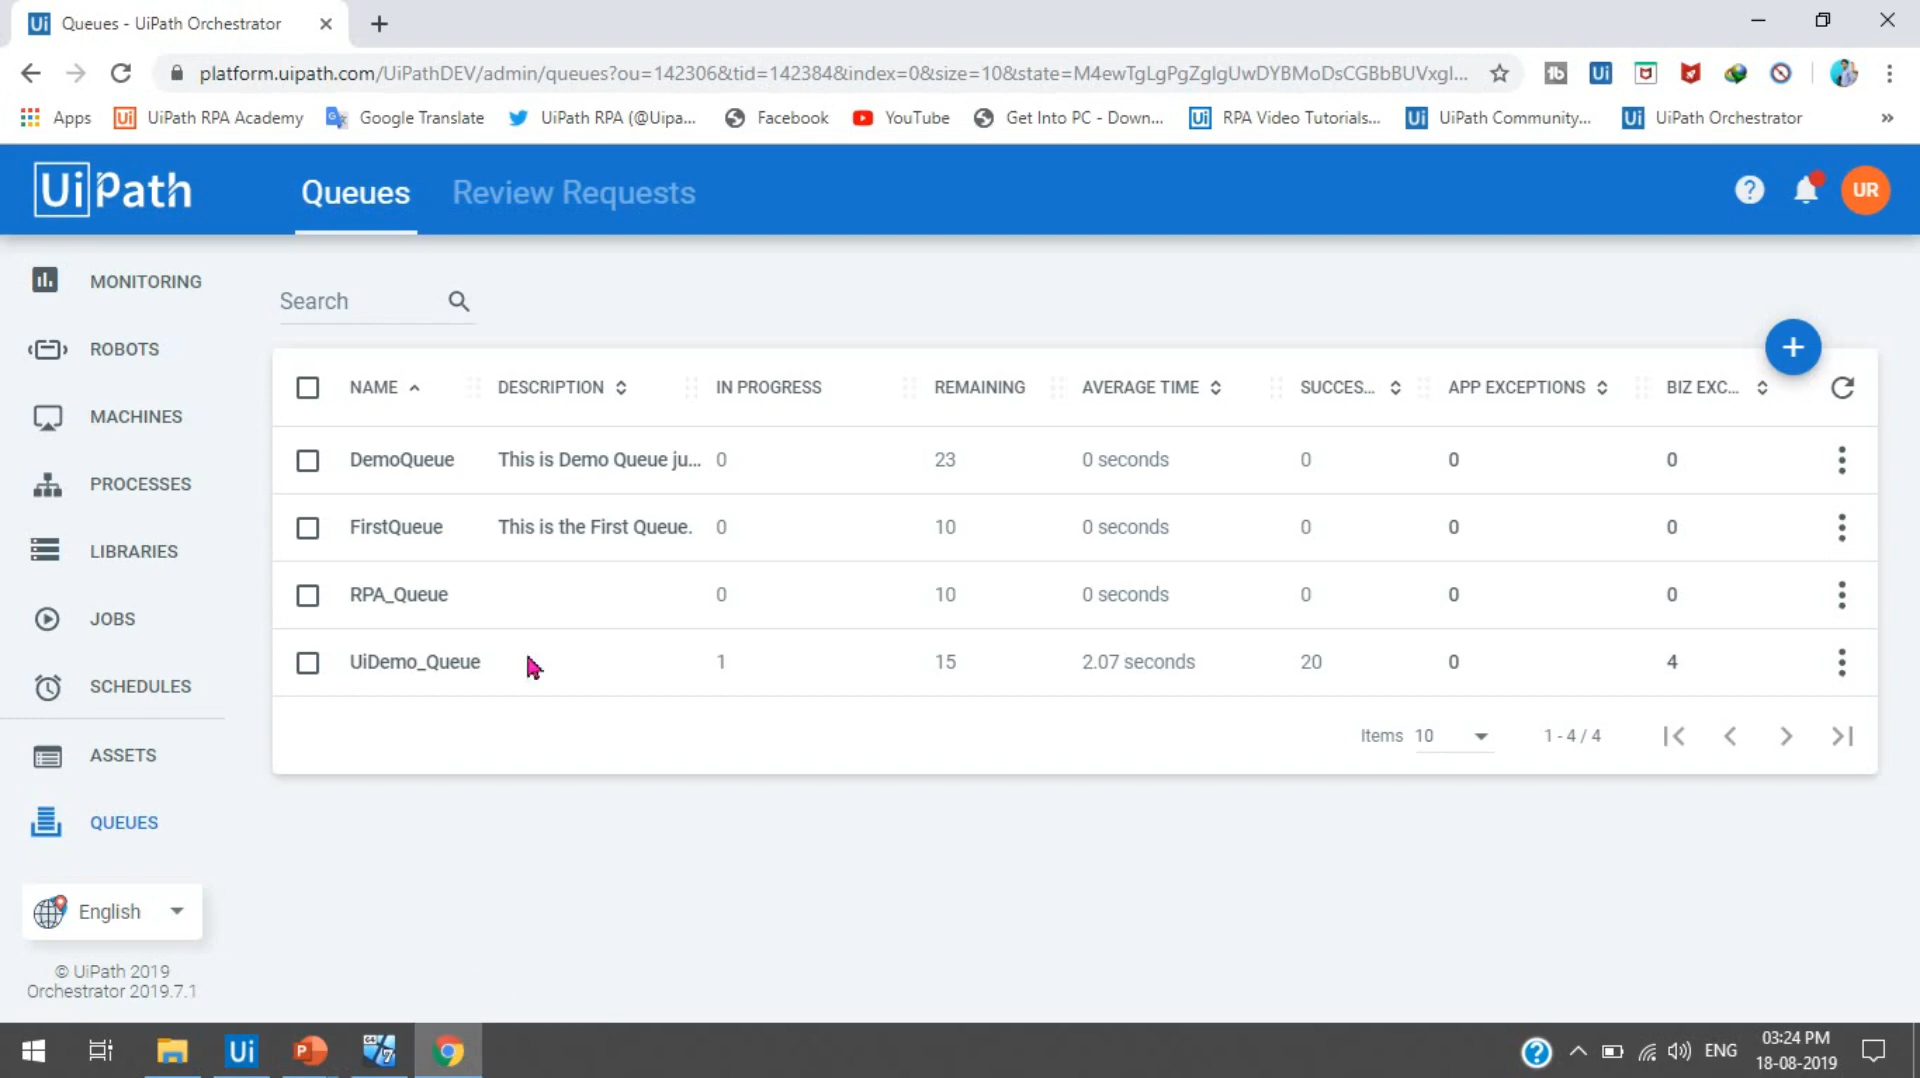 Ui Queues - UiPath Orchestrator
platform.uipath.com/UiPathDEV/admin/queues?ou=142306&tid=142384&index=0&size=10&state=M4ewTgLgPgZglgUwDYBMoDsCGBbBUVxgl...
Apps UiPath RPA Academy Google Translate UiPath RPA (@Uipa... Facebook YouTube Get Into PC - Down... Ui RPA Video Tutorials... Ui UiPath Community... Ui UiPath Orchestrator »
UiPath Queues Review Requests ? UR
MONITORING
ROBOTS
MACHINES
PROCESSES
LIBRARIES
JOBS
SCHEDULES
ASSETS
QUEUES
English
© UiPath 2019
Orchestrator 2019.7.1
Search
+
NAME DESCRIPTION IN PROGRESS REMAINING AVERAGE TIME SUCCES... APP EXCEPTIONS BIZ EXC...
DemoQueue This is Demo Queue ju... 0 23 0 seconds 0 0 0
FirstQueue This is the First Queue. 0 10 0 seconds 0 0 0
RPA_Queue 0 10 0 seconds 0 0 0
UiDemo_Queue 1 15 2.07 seconds 20 0 4
Items 10 1 - 4 / 4
Ui P 7 ? ENG 03:24 PM
18-08-2019